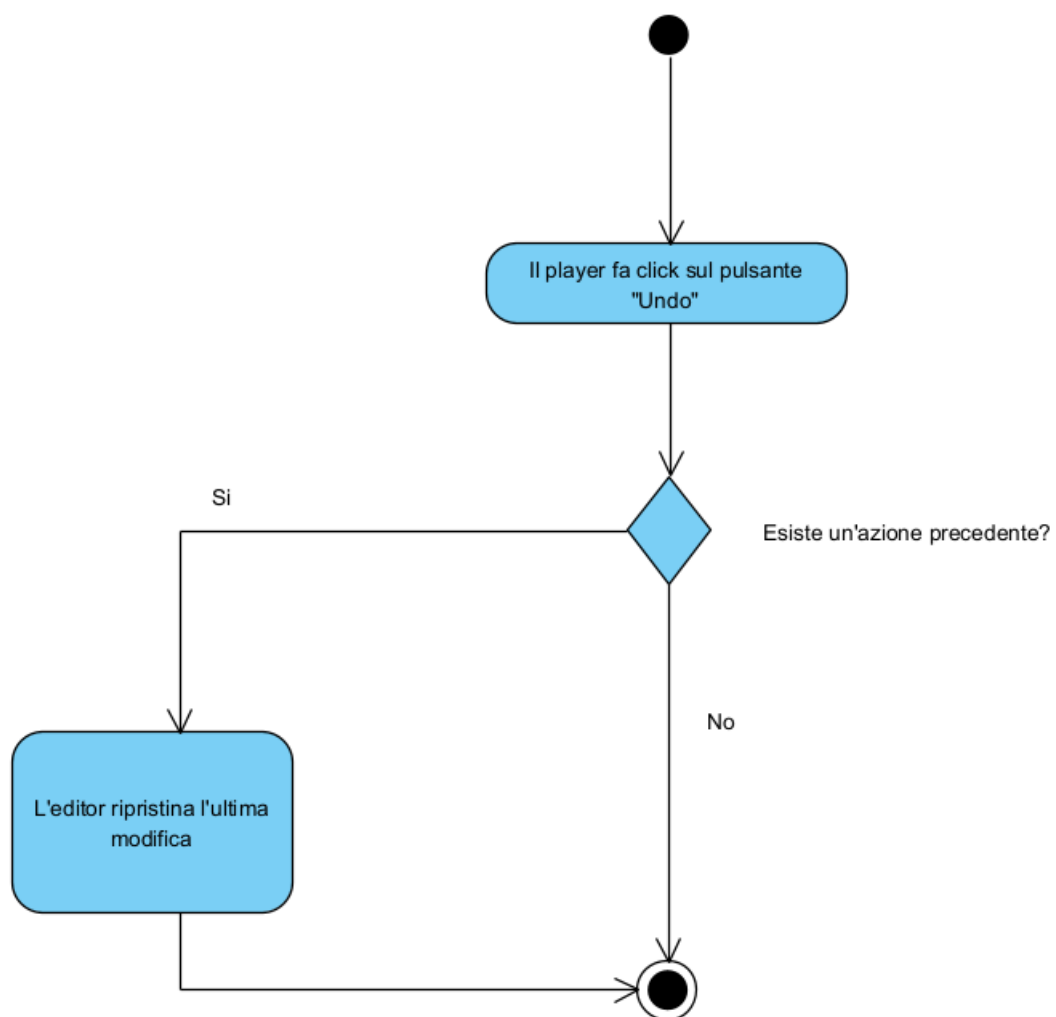 Il player fa click sul pulsante
"Undo"
Si
Esiste un'azione precedente?
No
L'editor ripristina l'ultima
modifica